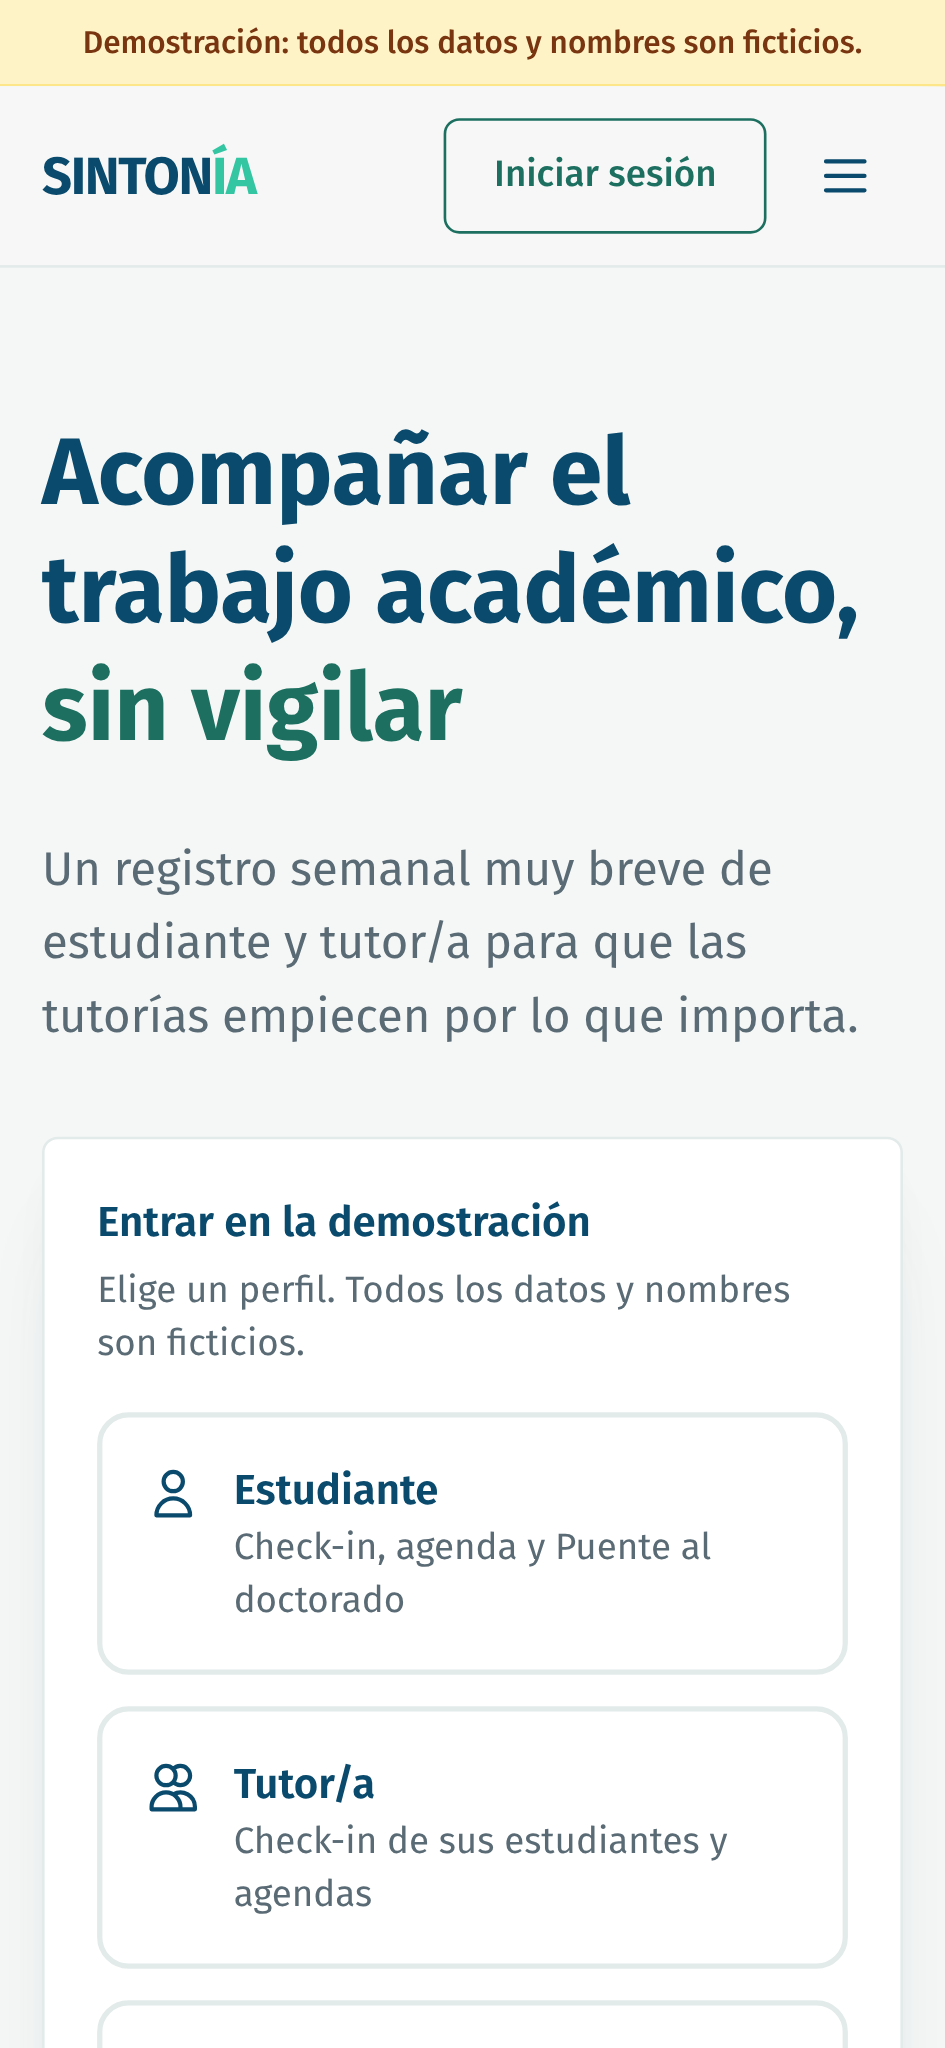 Demostración: todos los datos y nombres son ficticios.
SINTONÍA
Iniciar sesión
Acompañar el
trabajo académico,
sin vigilar
Un registro semanal muy breve de
estudiante y tutor/a para que las
tutorías empiecen por lo que importa.
Entrar en la demostración
Elige un perfil. Todos los datos y nombres
son ficticios.
Estudiante
Check-in, agenda y Puente al
doctorado
Tutor/a
Check-in de sus estudiantes y
agendas